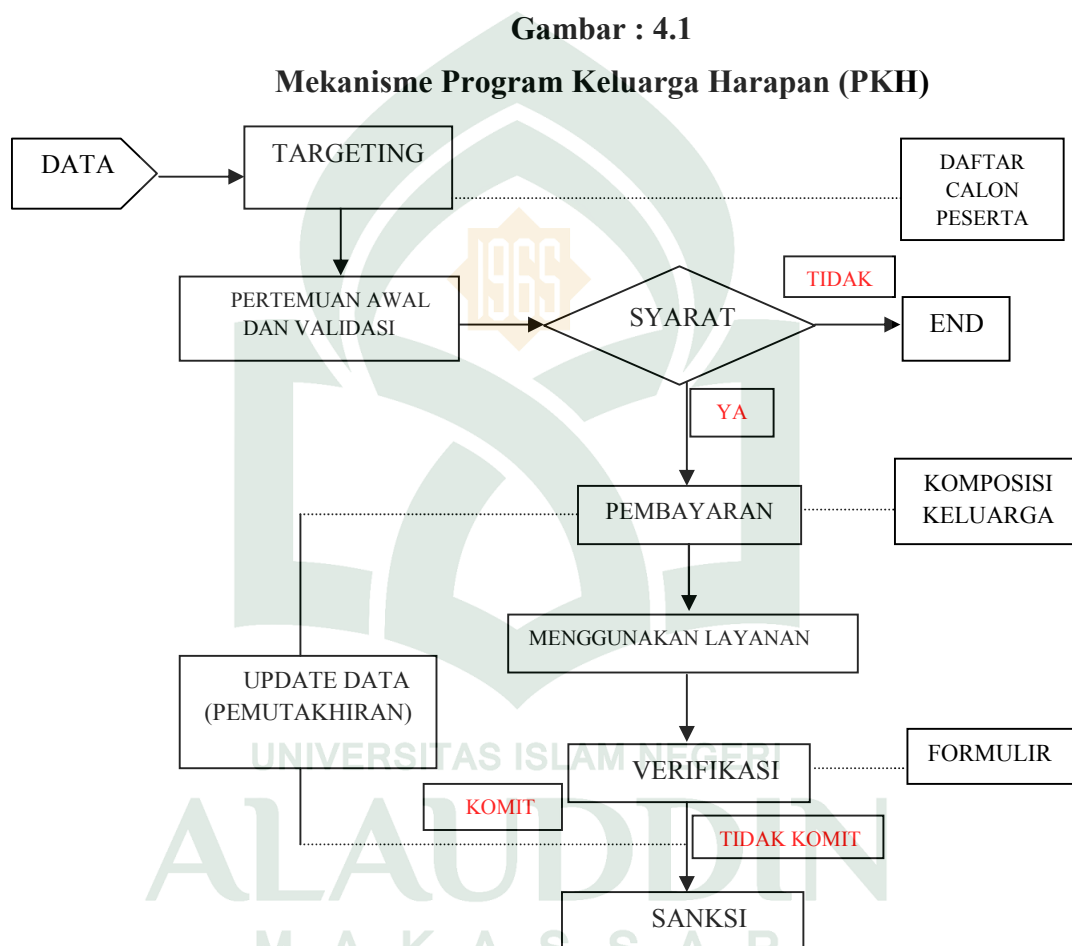 Gambar : 4.1
Mekanisme Program Keluarga Harapan (PKH)
DATA
TARGETING
DAFTAR
CALON
PESERTA
1965
PERTEMUAN AWAL
DAN VALIDASI
SYARAT
TIDAK
END
YA
PEMBAYARAN
KOMPOSISI
KELUARGA
MENGGUNAKAN LAYANAN
UPDATE DATA
(PEMUTAKHIRAN)
UNIVERSITAS ISLAM NEGERI
VERIFIKASI
FORMULIR
KOMIT
ALAUDDIN
TIDAK KOMIT
SANKSI
MAKASSAR